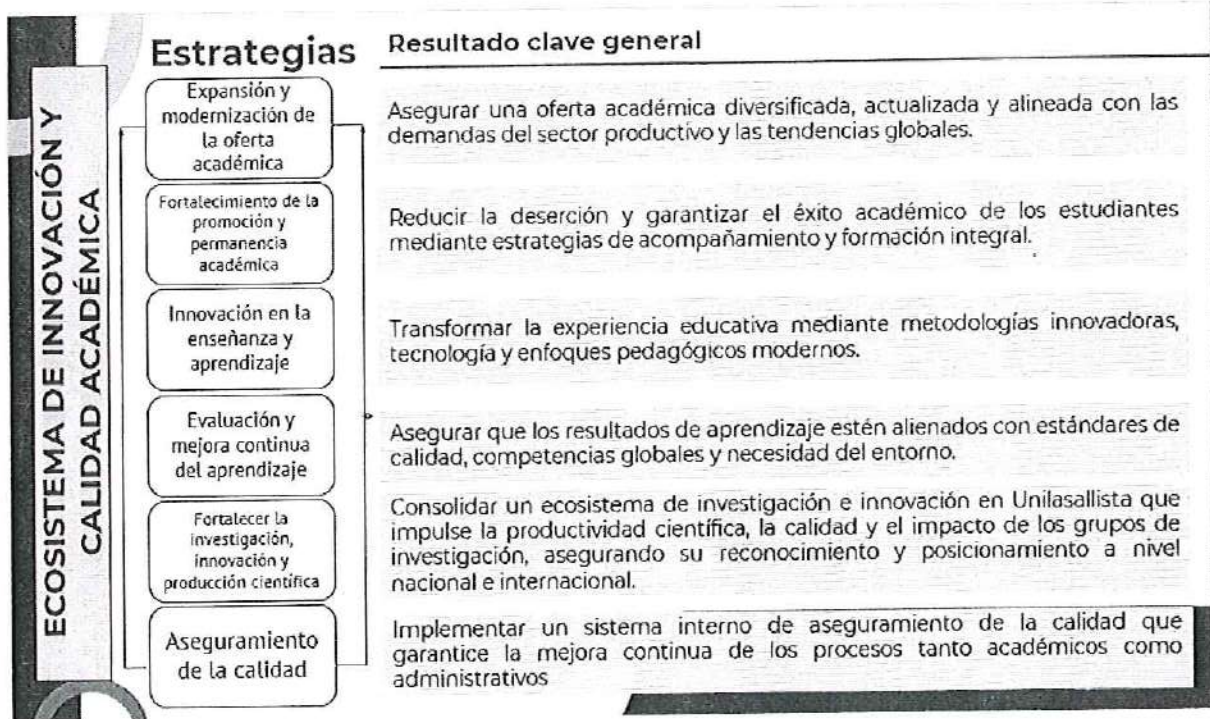 ECOSISTEMA DE INNOVACIÓN Y
CALIDAD ACADÉMICA
Estrategias
Resultado clave general
Expansión y
modernización de
la oferta
académica
Asegurar una oferta académica diversificada, actualizada y alineada con las
demandas del sector productivo y las tendencias globales.
Fortalecimiento de la
promoción y
permanencia
académica
Reducir la deserción y garantizar el éxito académico de los estudiantes
mediante estrategias de acompañamiento y formación integral.
Innovación en la
enseñanza y
aprendizaje
Transformar la experiencia educativa mediante metodologías innovadoras,
tecnología y enfoques pedagógicos modernos.
Evaluación y
mejora continua
del aprendizaje
Asegurar que los resultados de aprendizaje estén alienados con estándares de
calidad, competencias globales y necesidad del entorno.
Fortalecer la
investigación,
innovación y
producción científica
Consolidar un ecosistema de investigación e innovación en Unilasallista que
impulse la productividad científica, la calidad y el impacto de los grupos de
investigación, asegurando su reconocimiento y posicionamiento a nivel
nacional e internacional.
Aseguramiento
de la calidad
Implementar un sistema interno de aseguramiento de la calidad que
garantice la mejora continua de los procesos tanto académicos como
administrativos